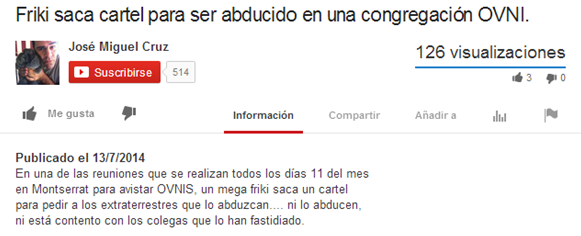 Friki saca cartel para ser abducido en una congregación OVNI.
José Miguel Cruz
Suscribirse 514
126 visualizaciones
3 0
Me gusta
Información Compartir Añadir a
Publicado el 13/7/2014
En una de las reuniones que se realizan todos los días 11 del mes
en Montserrat para avistar OVNIS, un mega friki saca un cartel
para pedir a los extraterrestres que lo abduzcan.... ni lo abducen,
ni está contento con los colegas que lo han fastidiado.